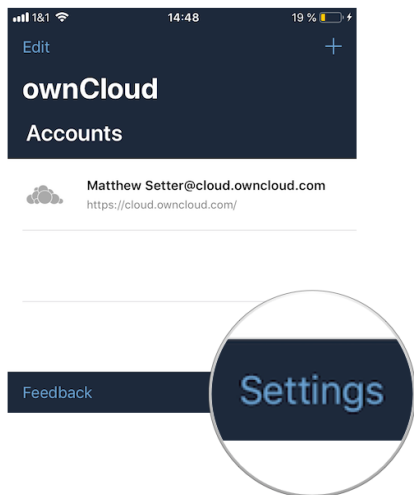 1&1 14:48 19 %
Edit
ownCloud
Accounts
Matthew Setter@cloud.owncloud.com
https://cloud.owncloud.com/
Feedback Settings